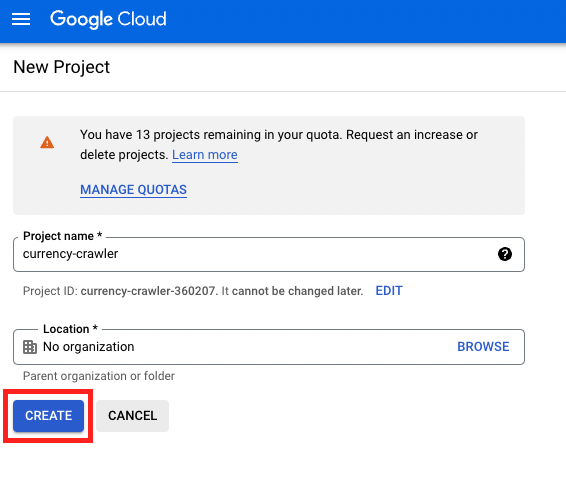 Google Cloud
New Project
You have 13 projects remaining in your quota. Request an increase or
delete projects. Learn more
MANAGE QUOTAS
Project name *
currency-crawler
Project ID: currency-crawler-360207. It cannot be changed later. EDIT
Location *
No organization BROWSE
Parent organization or folder
CREATE CANCEL